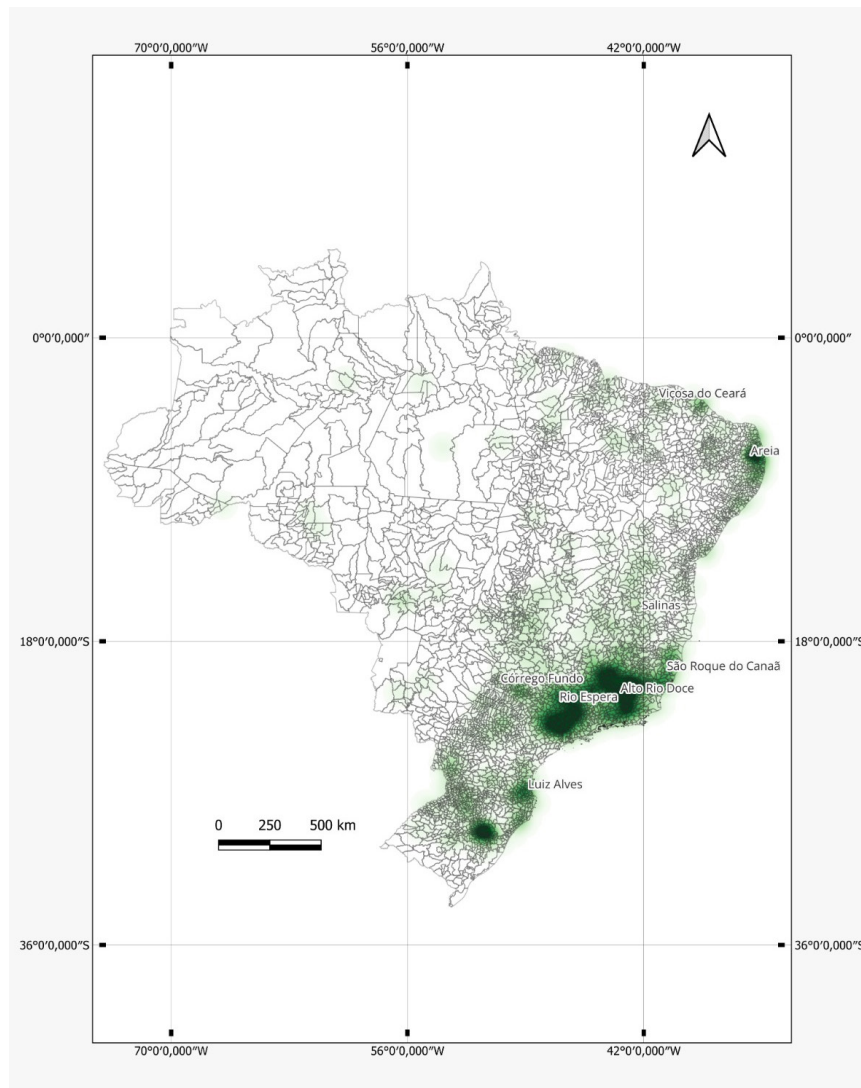 70°0′0,000″W 56°0′0,000″W 42°0′0,000″W
0°0′0,000″ 0°0′0,000″
Viçosa do Ceará
Areia
Salinas
18°0′0,000″S 18°0′0,000″S
São Roque do Canaã
Corrego Fundo
Alto Rio Doce
Rio Espera
Luiz Alves
0 250 500 km
36°0′0,000″S 36°0′0,000″S
70°0′0,000″W 56°0′0,000″W 42°0′0,000″W